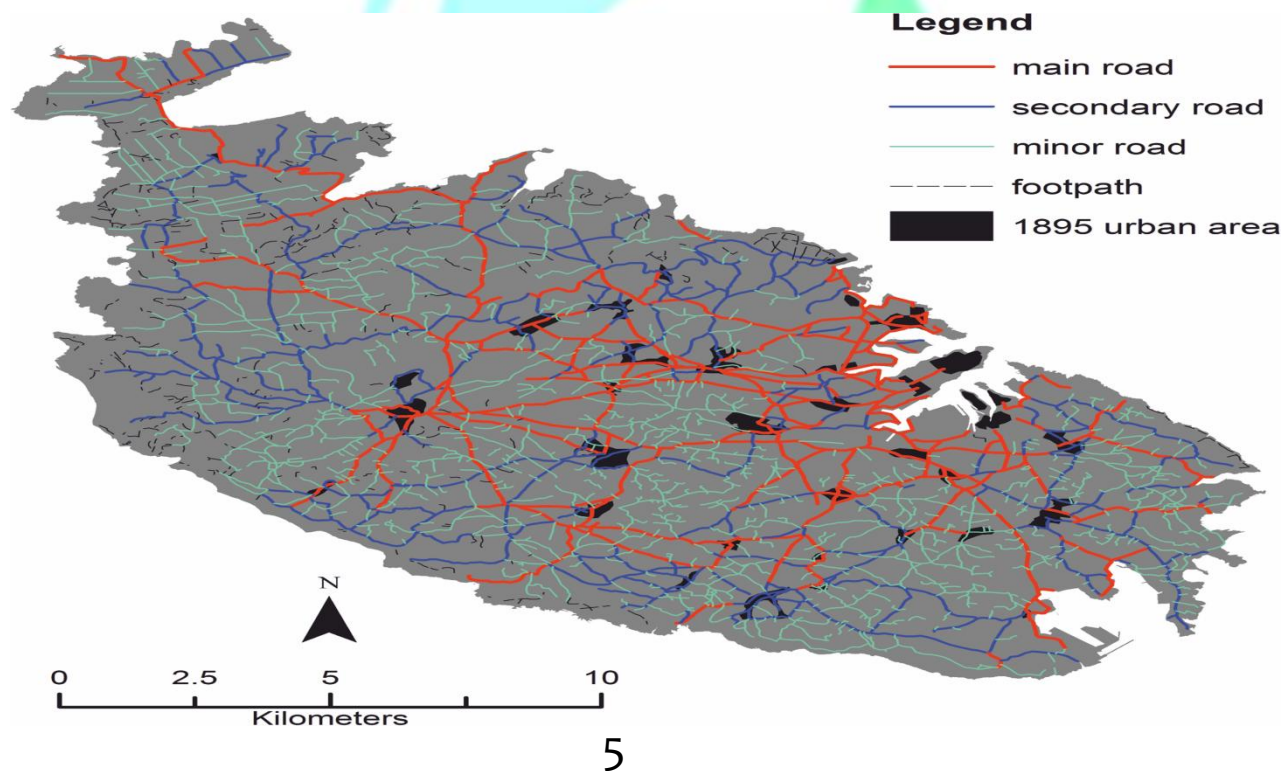 Legend
main road
secondary road
minor road
footpath
1895 urban area
N
0 2.5 5 10
Kilometers
5